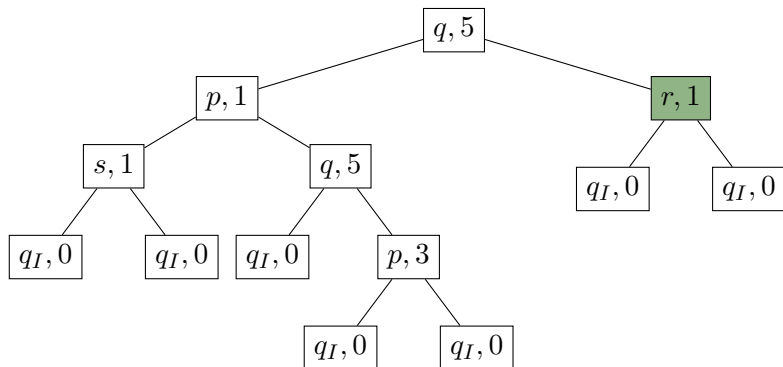 q, 5
p, 1
r, 1
s, 1
q, 5
q_I, 0
q_I, 0
q_I, 0
q_I, 0
q_I, 0
p, 3
q_I, 0
q_I, 0